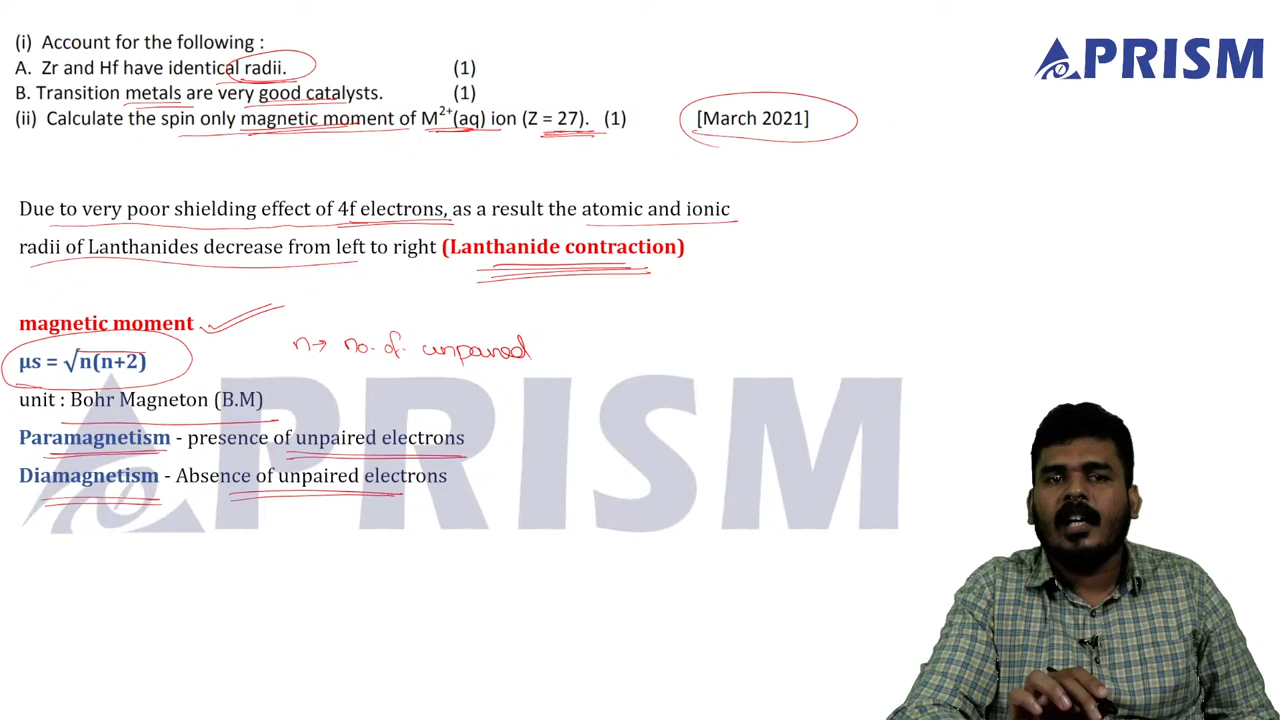 (i) Account for the following :
A. Zr and Hf have identical radii. (1)
B. Transition metals are very good catalysts. (1)
(ii) Calculate the spin only magnetic moment of M²⁺(aq) ion (Z = 27). (1) [March 2021]
PRISM
Due to very poor shielding effect of 4f electrons, as a result the atomic and ionic
radii of Lanthanides decrease from left to right (Lanthanide contraction)
magnetic moment
n→ no. of unpaired
μs = √n(n+2)
unit : Bohr Magneton (B.M)
Paramagnetism - presence of unpaired electrons
Diamagnetism - Absence of unpaired electrons
PRISM